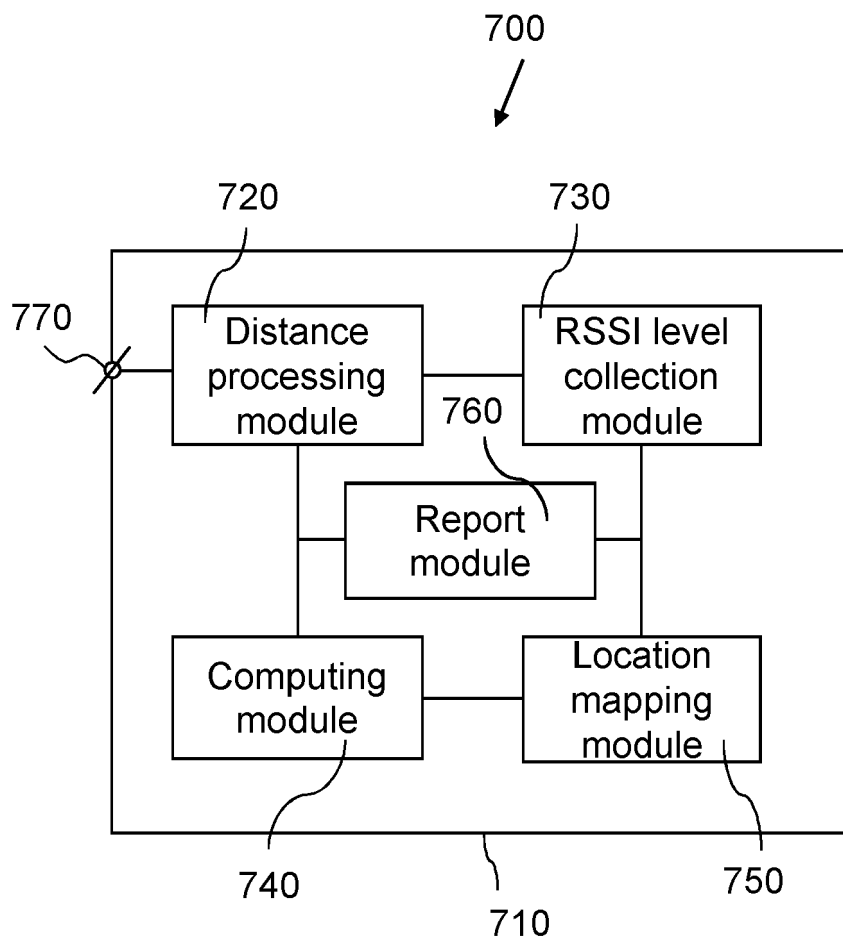 700
720
730
770
Distance
processing
module
RSSI level
collection
module
760
Report
module
Computing
module
Location
mapping
module
740
710
750